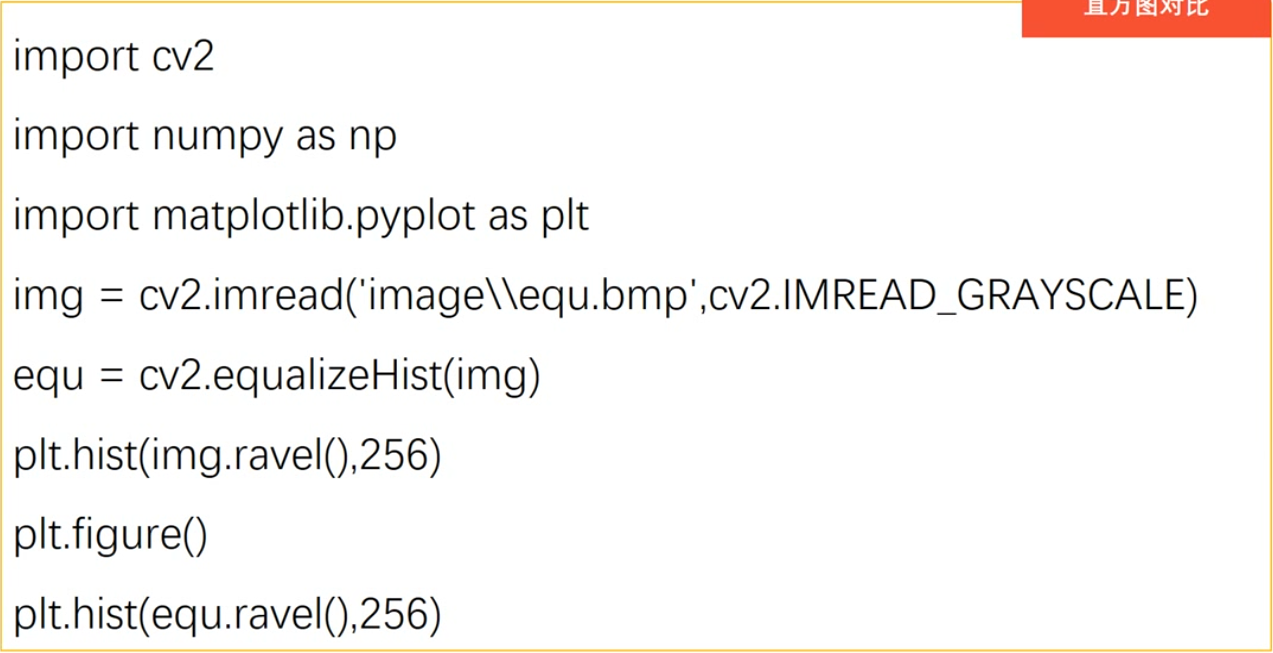 直方图对比
import cv2
import numpy as np
import matplotlib.pyplot as plt
img = cv2.imread('image\\equ.bmp',cv2.IMREAD_GRAYSCALE)
equ = cv2.equalizeHist(img)
plt.hist(img.ravel(),256)
plt.figure()
plt.hist(equ.ravel(),256)